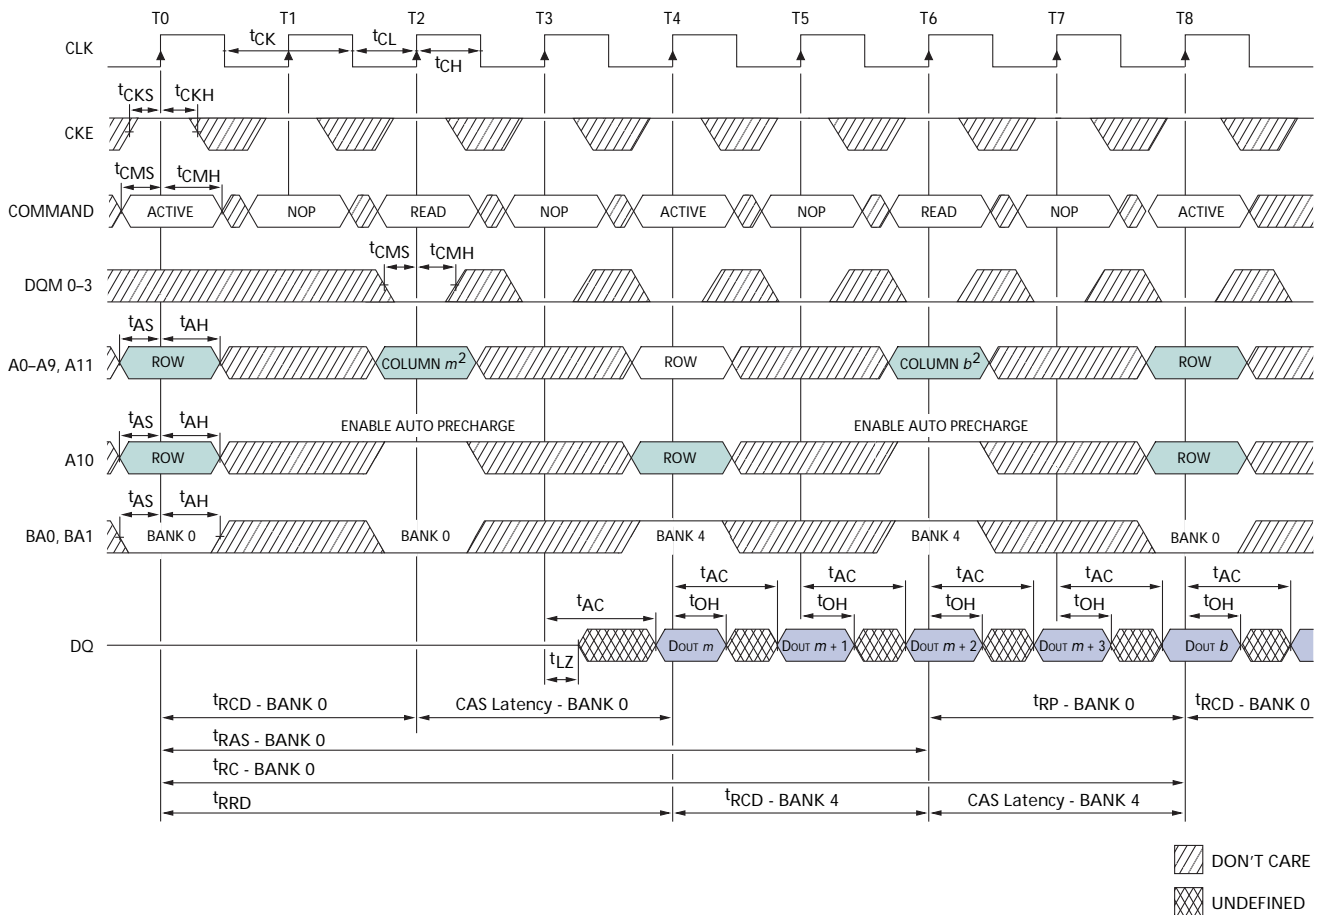 T0 T1 T2 T3 T4 T5 T6 T7 T8
CLK tCK tCL tCH
tCKS tCKH
CKE
tCMS tCMH
COMMAND ACTIVE NOP READ NOP ACTIVE NOP READ NOP ACTIVE
tCMS tCMH
DQM 0–3
tAS tAH
A0–A9, A11 ROW COLUMN m2 ROW COLUMN b2 ROW
tAS tAH ENABLE AUTO PRECHARGE ENABLE AUTO PRECHARGE
A10 ROW ROW ROW
tAS tAH
BA0, BA1 BANK 0 BANK 0 BANK 4 BANK 4 BANK 0
tAC tAC tAC tAC tAC tAC
tOH tOH tOH tOH tOH
DQ DOUT m DOUT m + 1 DOUT m + 2 DOUT m + 3 DOUT b
tLZ
tRCD - BANK 0 CAS Latency - BANK 0 tRP - BANK 0 tRCD - BANK 0
tRAS - BANK 0
tRC - BANK 0
tRRD tRCD - BANK 4 CAS Latency - BANK 4
DON'T CARE
UNDEFINED